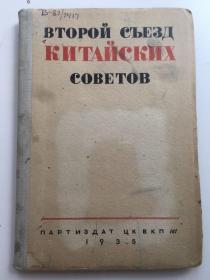 ВТОРОЙ СЪЕЗД
КИТАЙСКИХ
СОВЕТОВ
ПАРТИЗДАТ ЦК ВКП (б)
1935